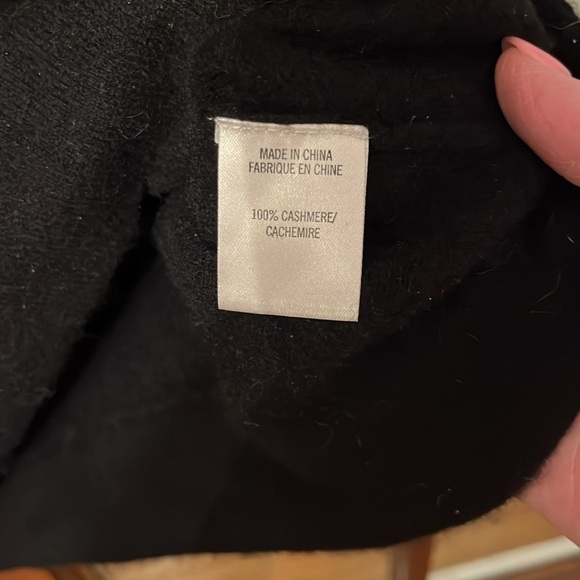 MADE IN CHINA
FABRIQUE EN CHINE
100% CASHMERE/
CACHEMIRE